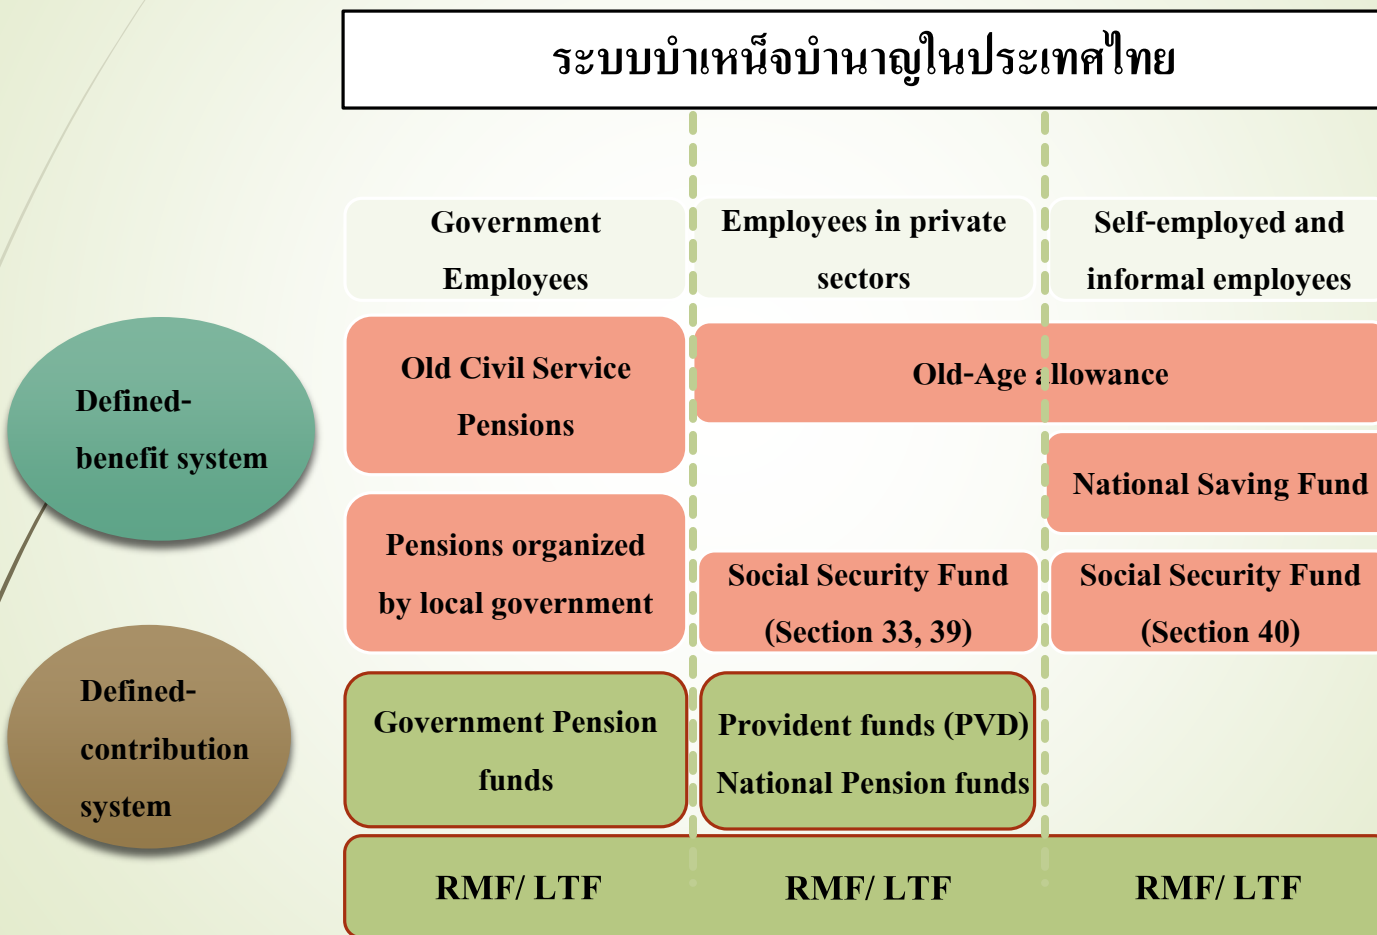 ระบบบำเหน็จบำนาญในประเทศไทย
Government
Employees
Employees in private
sectors
Self-employed and
informal employees
Defined-
benefit system
Old Civil Service
Pensions
Old-Age allowance
National Saving Fund
Pensions organized
by local government
Social Security Fund
(Section 33, 39)
Social Security Fund
(Section 40)
Defined-
contribution
system
Government Pension
funds
Provident funds (PVD)
National Pension funds
RMF/ LTF
RMF/ LTF
RMF/ LTF